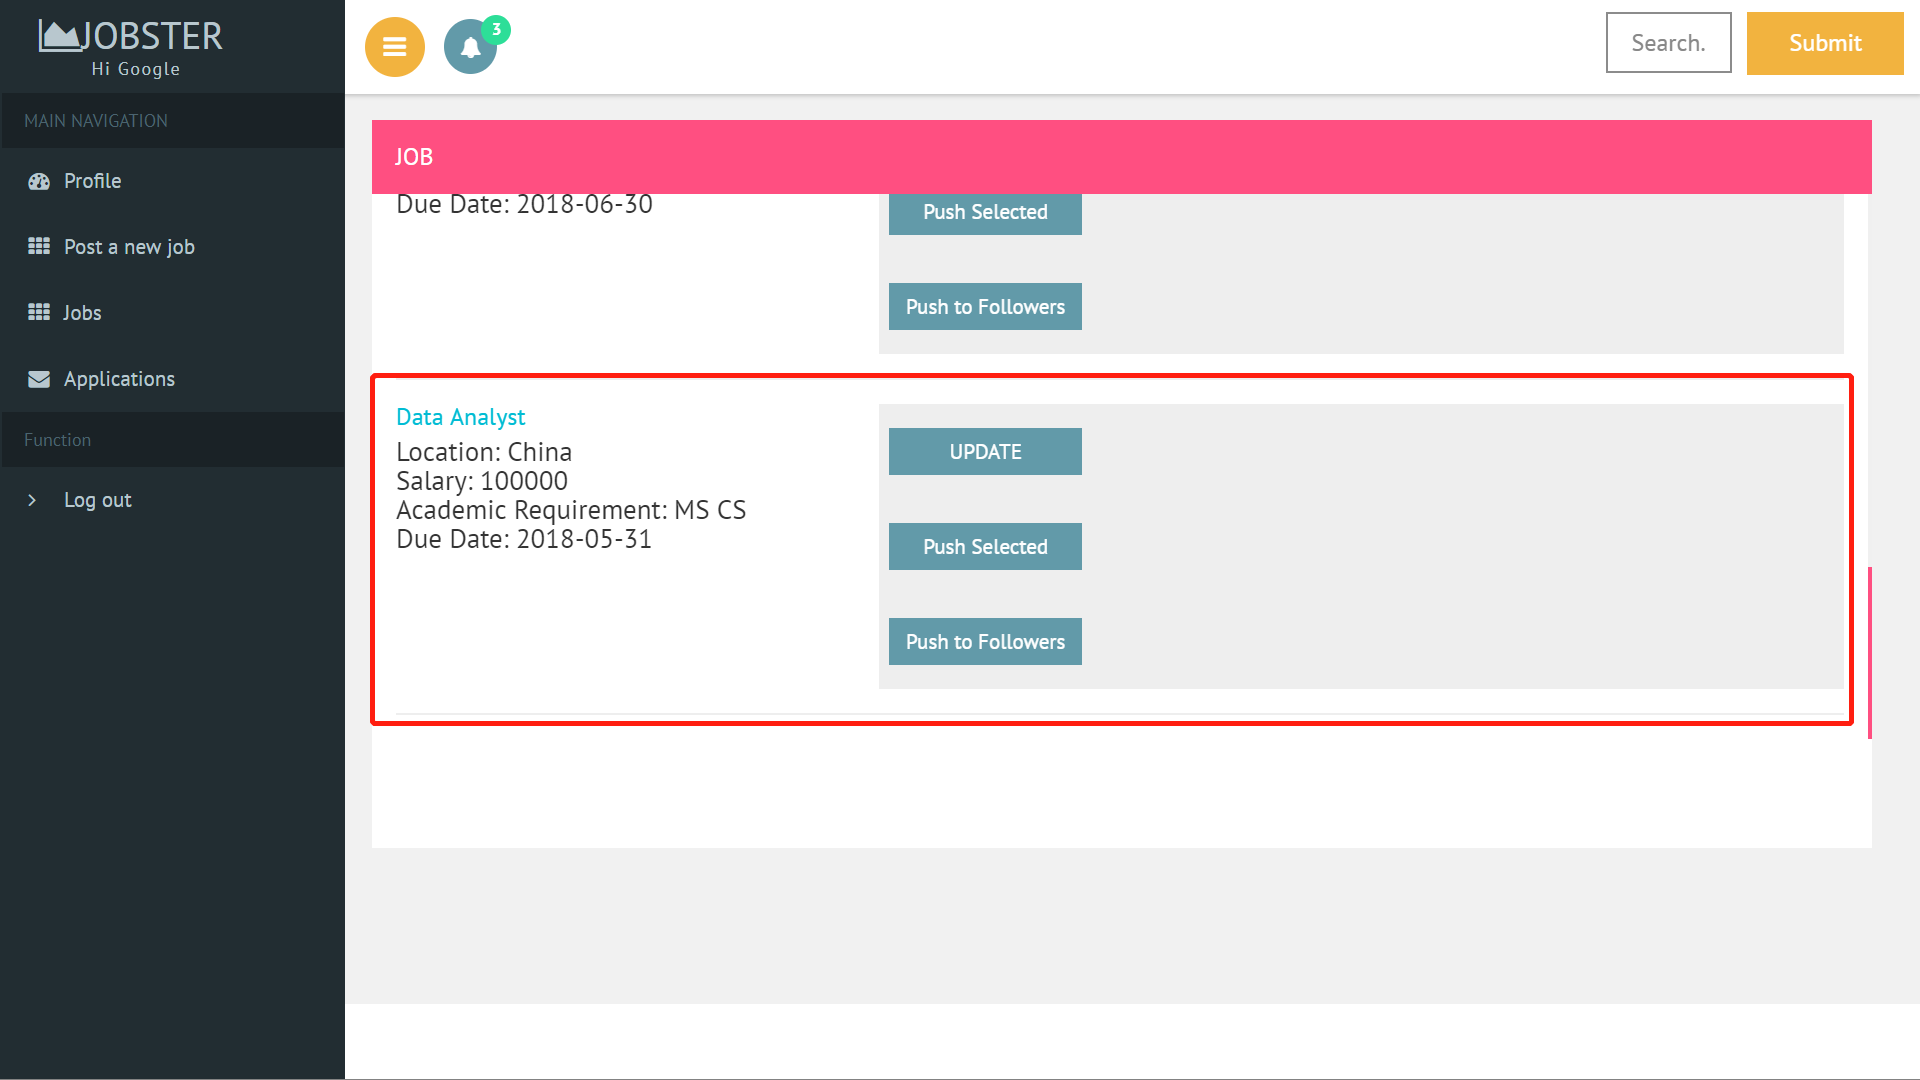 JOBSTER
Hi Google
MAIN NAVIGATION
Profile
Post a new job
Jobs
Applications
Function
Log out
3
Search.
Submit
JOB
Due Date: 2018-06-30
Push Selected
Push to Followers
Data Analyst
Location: China
Salary: 100000
Academic Requirement: MS CS
Due Date: 2018-05-31
UPDATE
Push Selected
Push to Followers